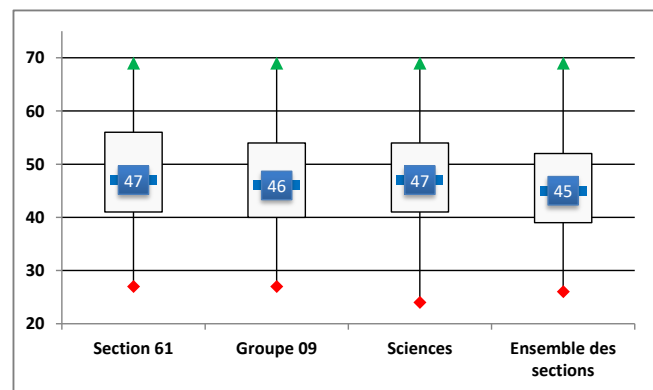 70
60
50
40
30
20
47
46
47
45
Section 61
Groupe 09
Sciences
Ensemble des
sections